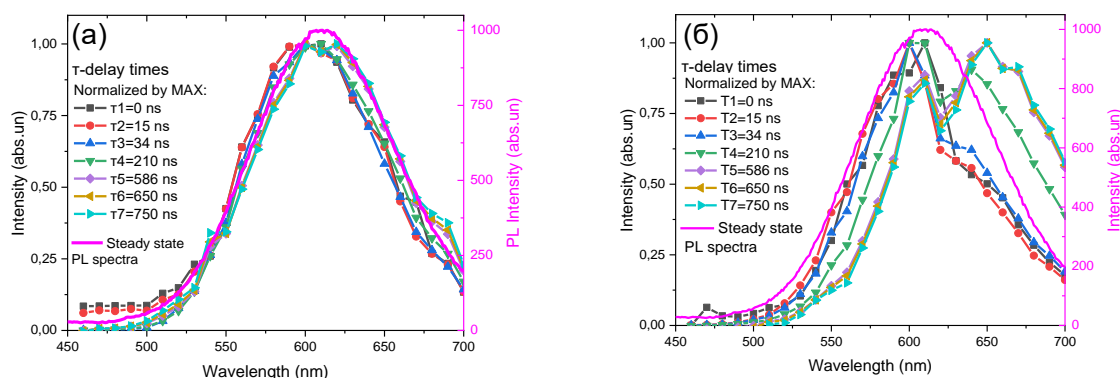 (а)
τ-delay times
Normalized by MAX:
τ1=0 ns
τ2=15 ns
τ3=34 ns
τ4=210 ns
τ5=586 ns
τ6=650 ns
τ7=750 ns
Steady state
PL spectra
Intensity (abs.un)
1,00
0,75
0,50
0,25
0,00
450 500 550 600 650 700
Wavelength (nm)
1000
750
500
250
0
PL Intensity (abs.un)
(б)
τ-delay times
Normalized by MAX:
T1=0 ns
T2=15 ns
T3=34 ns
T4=210 ns
T5=586 ns
T6=650 ns
T7=750 ns
Steady state
PL spectra
Intensity (abs.un)
1,00
0,75
0,50
0,25
0,00
450 500 550 600 650 700
Wavelength (nm)
1000
800
600
400
200
0
Intensity (abs.un)